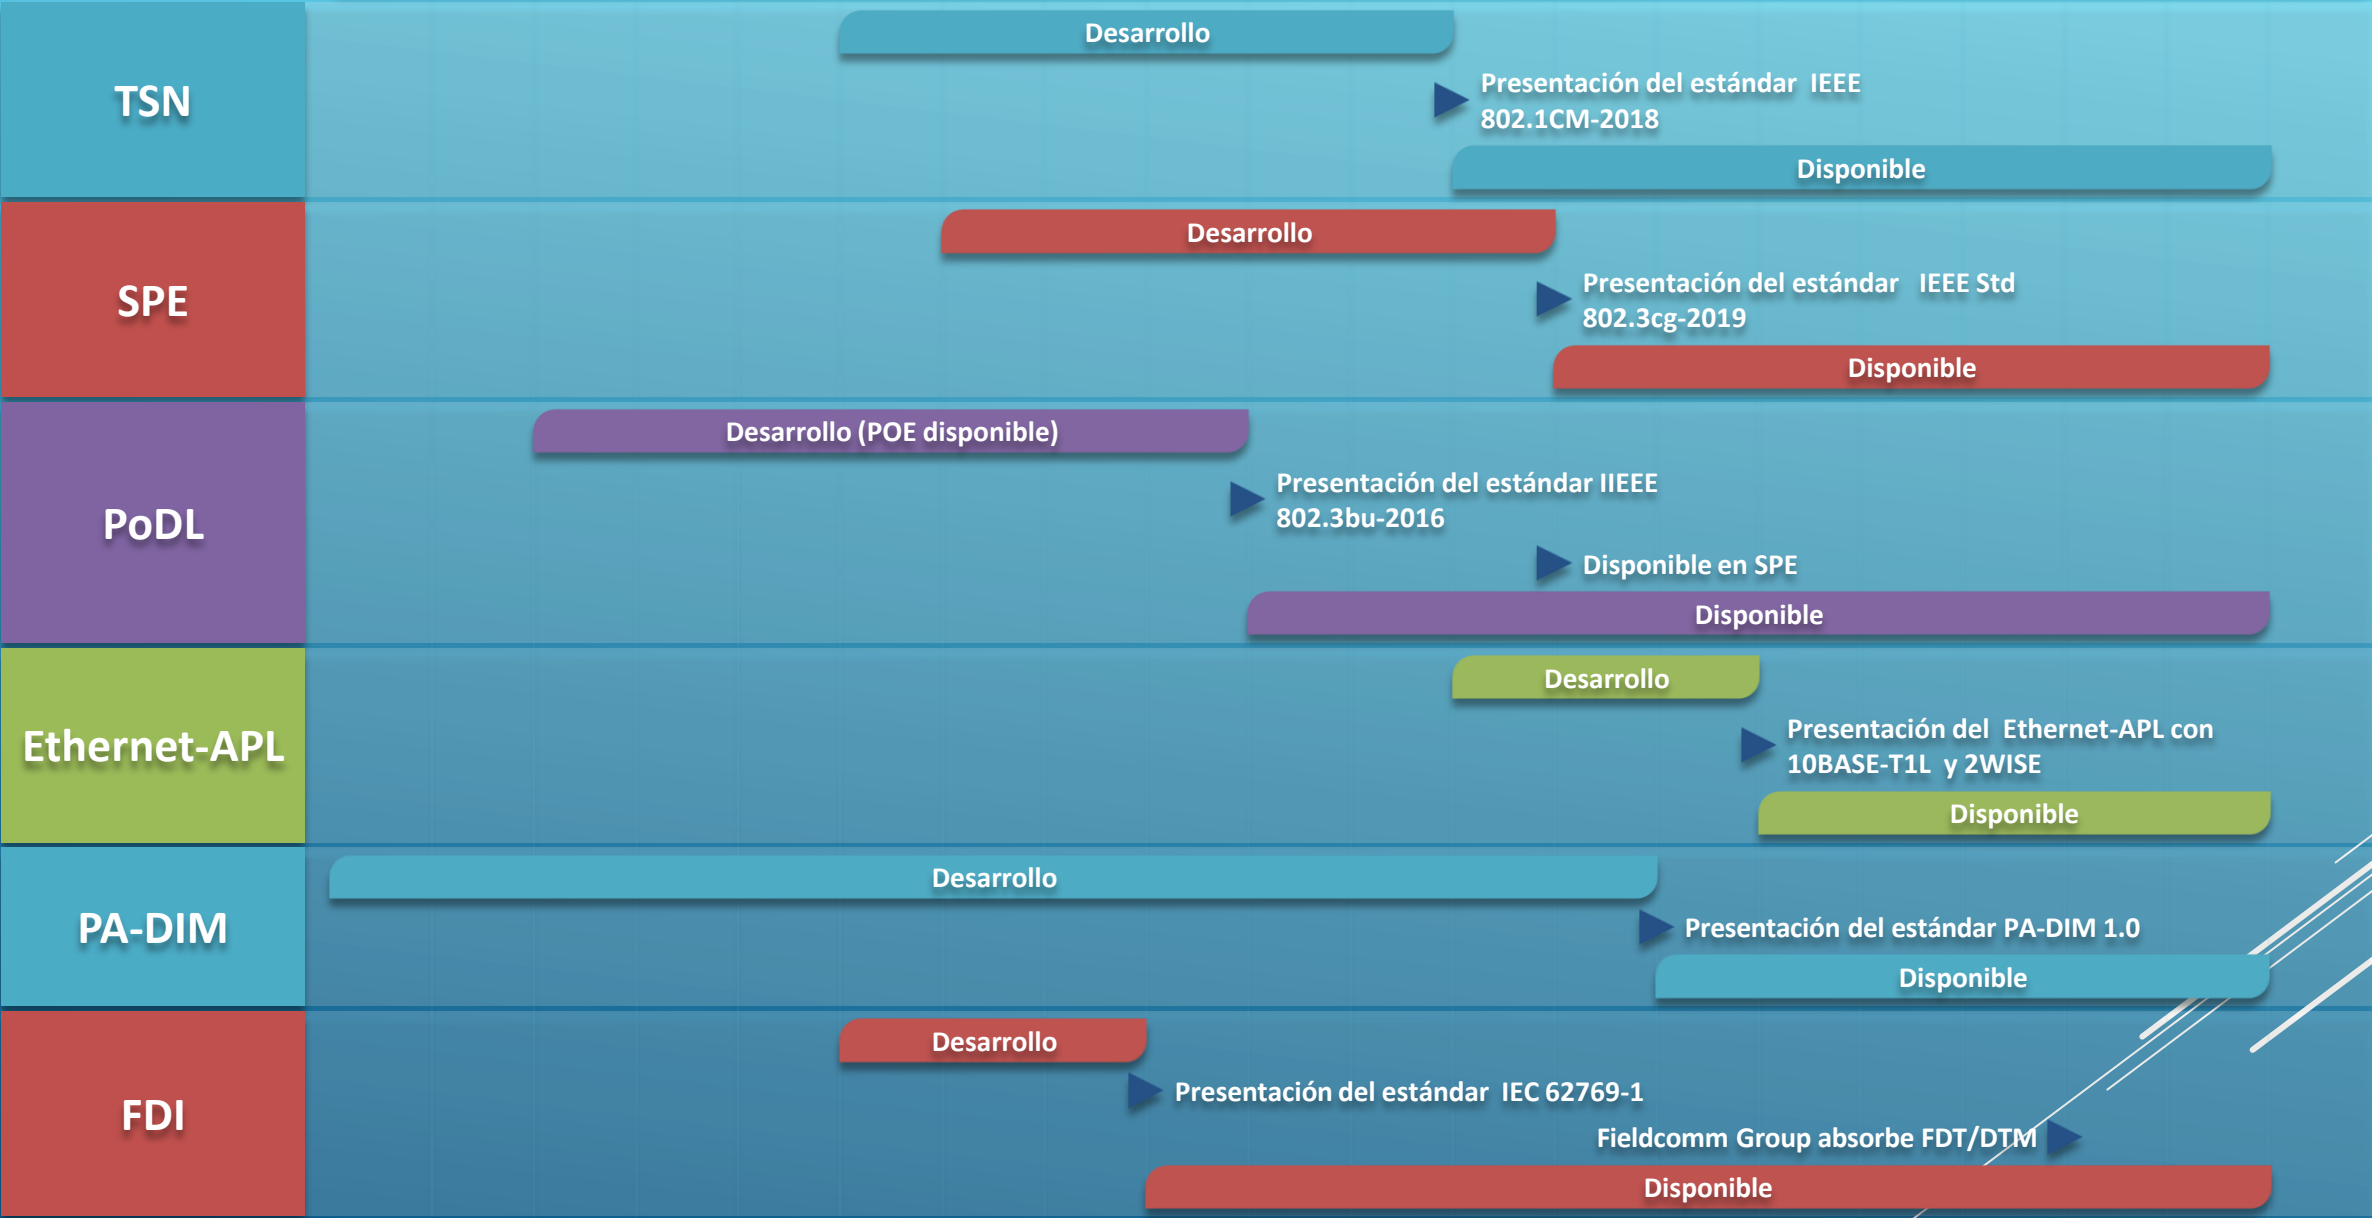 TSN
Desarrollo
Presentación del estándar IEEE
802.1CM-2018
Disponible
SPE
Desarrollo
Presentación del estándar IEEE Std
802.3cg-2019
Disponible
PoDL
Desarrollo (POE disponible)
Presentación del estándar IIEEE
802.3bu-2016
Disponible en SPE
Disponible
Ethernet-APL
Desarrollo
Presentación del Ethernet-APL con
10BASE-T1L y 2WISE
Disponible
PA-DIM
Desarrollo
Presentación del estándar PA-DIM 1.0
Disponible
FDI
Desarrollo
Presentación del estándar IEC 62769-1
Fieldcomm Group absorbe FDT/DTM
Disponible